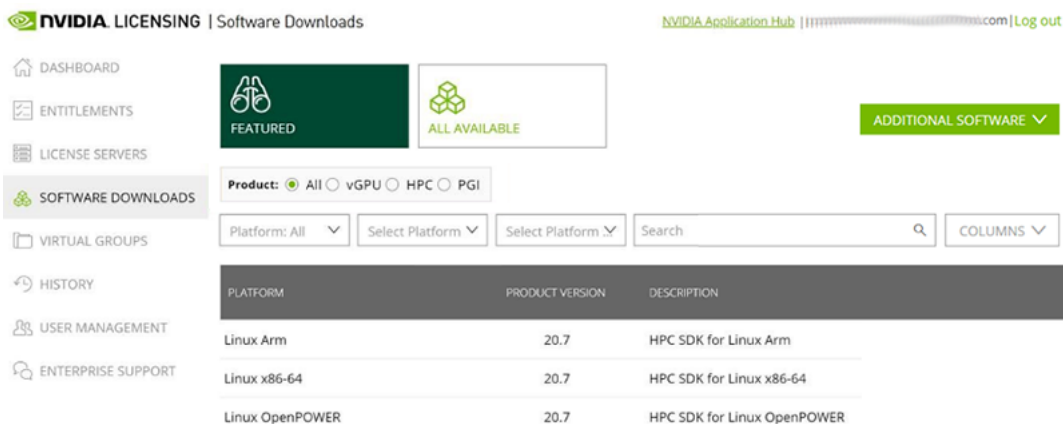 NVIDIA. LICENSING | Software Downloads
NVIDIA Application Hub | .com | Log out
DASHBOARD
ENTITLEMENTS
LICENSE SERVERS
SOFTWARE DOWNLOADS
VIRTUAL GROUPS
HISTORY
USER MANAGEMENT
ENTERPRISE SUPPORT
FEATURED
ALL AVAILABLE
ADDITIONAL SOFTWARE
Product: All vGPU HPC PGI
Platform: All Select Platform Select Platform ... Search COLUMNS
PLATFORM PRODUCT VERSION DESCRIPTION
Linux Arm 20.7 HPC SDK for Linux Arm
Linux x86-64 20.7 HPC SDK for Linux x86-64
Linux OpenPOWER 20.7 HPC SDK for Linux OpenPOWER